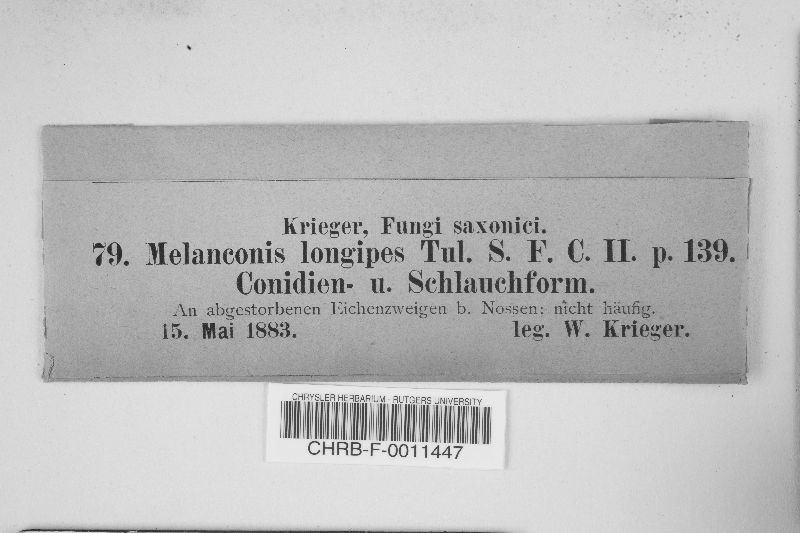 Krieger, Fungi saxonici.
79. Melanconis longipes Tul. S. F. C. II. p. 139.
Conidien- u. Schlauchform.
An abgestorbenen Eichenzweigen b. Nossen; nicht häufig.
15. Mai 1883. leg. W. Krieger.
CHRYSLER HERBARIUM - RUTGERS UNIVERSITY
CHRB-F-0011447